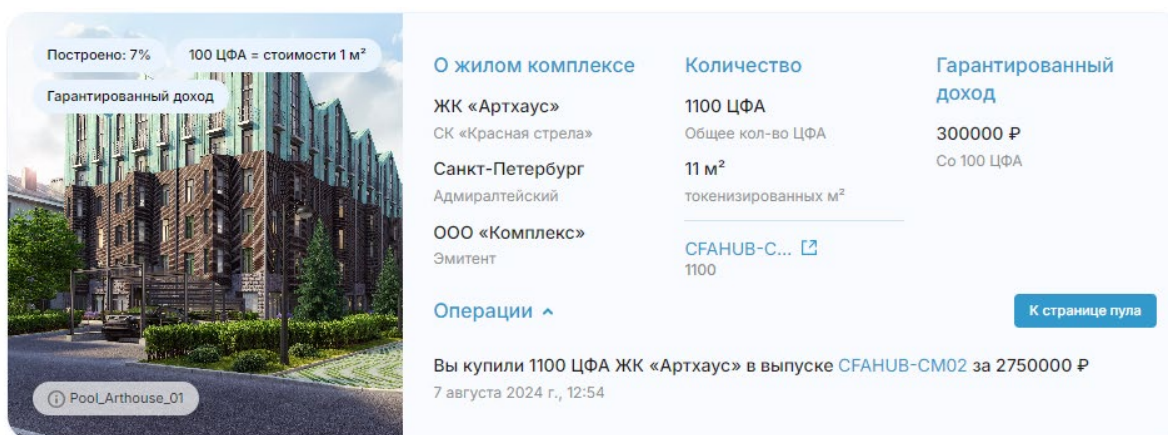 Построено: 7%
100 ЦФА = стоимости 1 м²
Гарантированный доход
Pool_Arthouse_01
О жилом комплексе
ЖК «Артхаус»
СК «Красная стрела»
Санкт-Петербург
Адмиралтейский
ООО «Комплекс»
Эмитент
Количество
1100 ЦФА
Общее кол-во ЦФА
11 м²
токенизированных м²
CFAHUB-C...
1100
Гарантированный
доход
300000 ₽
Со 100 ЦФА
Операции
К странице пула
Вы купили 1100 ЦФА ЖК «Артхаус» в выпуске CFAHUB-CM02 за 2750000 ₽
7 августа 2024 г., 12:54